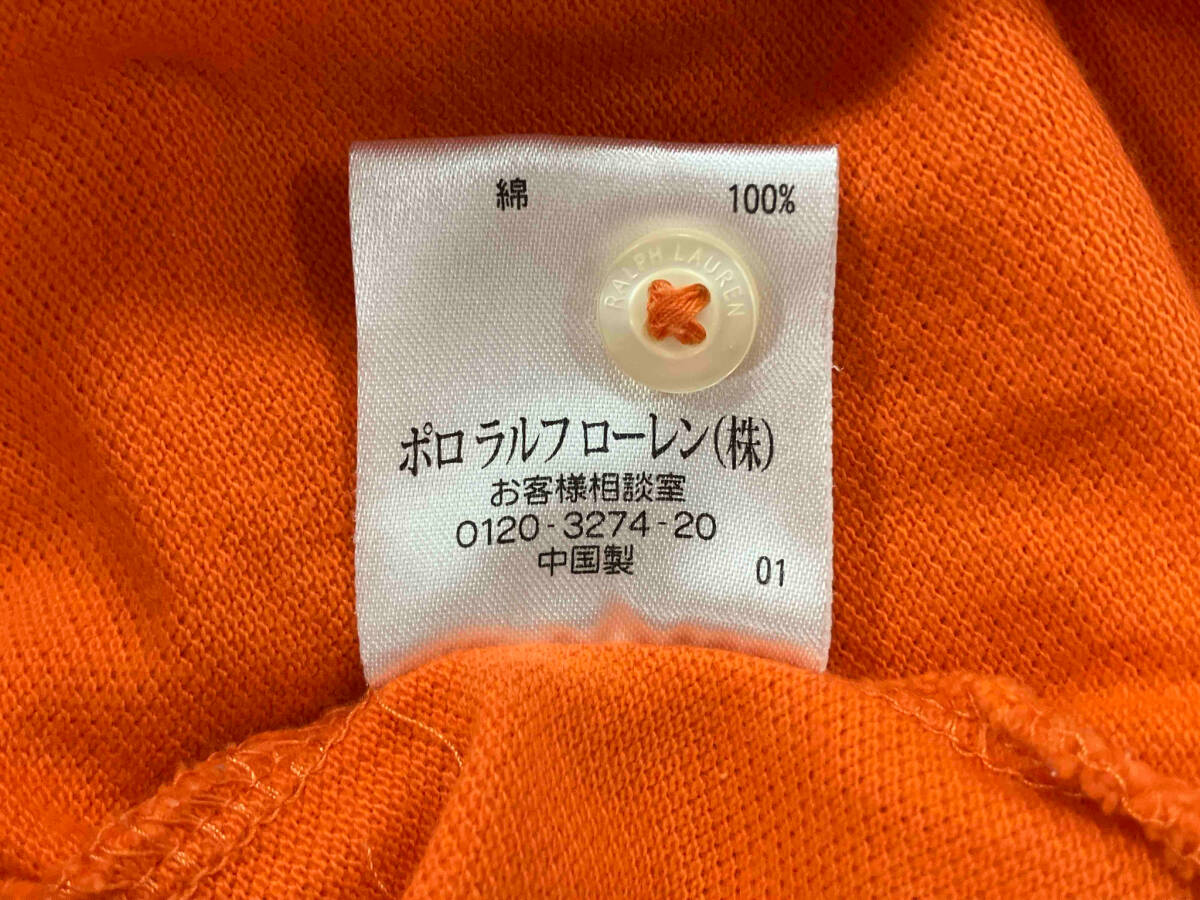 綿 100%
RALPH LAUREN
ポロ ラルフ ローレン(株)
お客様相談室
0120-3274-20
中国製 01